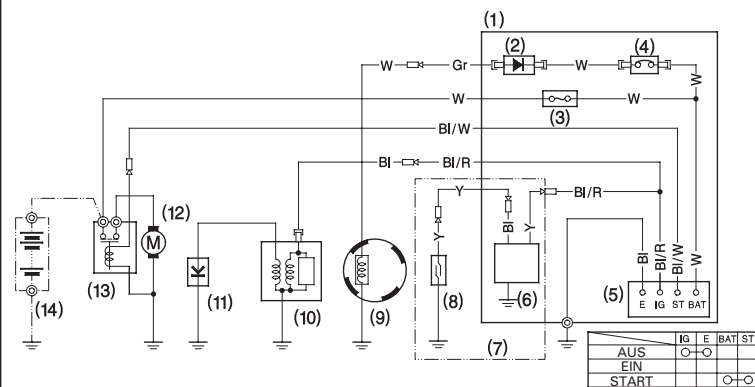 (1)
(2)
(4)
W
Gr
W
W
W
W
(3)
Bl/W
Bl
Bl/R
Y
Bl/R
Y
Bl
(12)
M
(13)
(14)
(11)
(10)
(9)
(8)
(6)
(7)
Bl
Bl/R
Bl/W
W
(5)
E IG ST BAT
IG E BAT ST
AUS
EIN
START